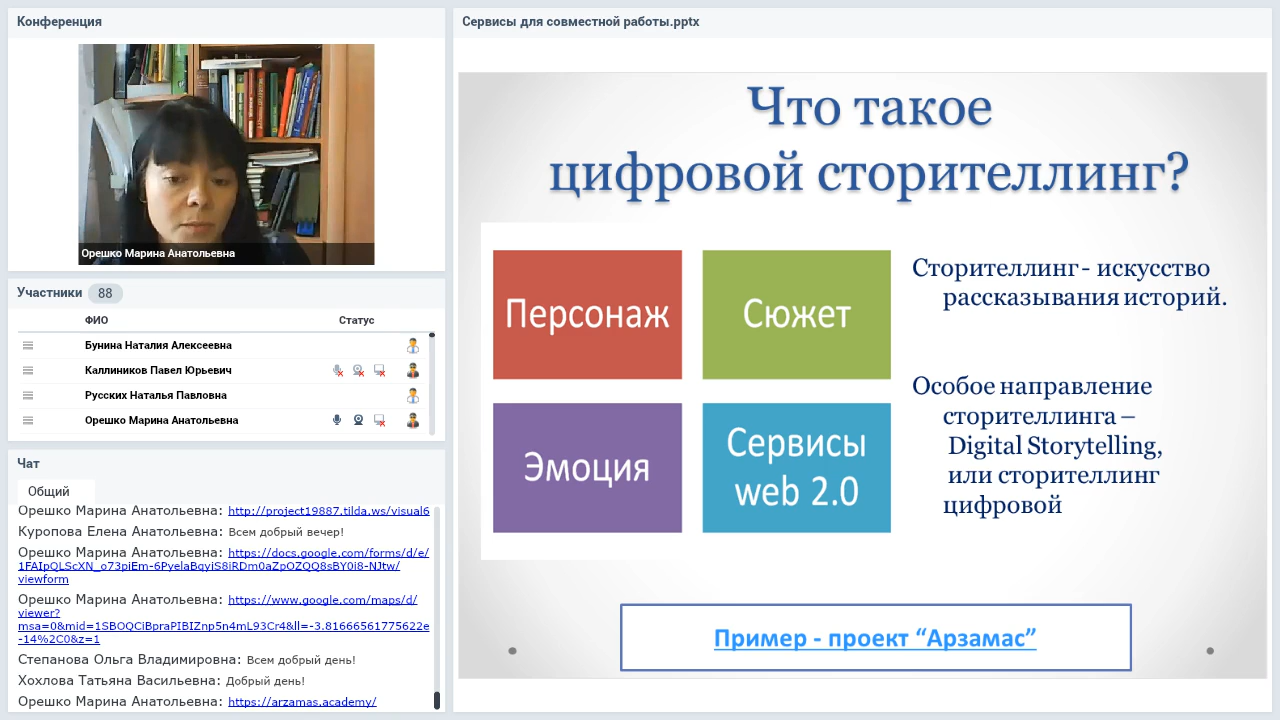 Конференция
Орешко Марина Анатольевна
Участники 88
ФИО Статус
Бунина Наталия Алексеевна
Каллиников Павел Юрьевич
Русских Наталья Павловна
Орешко Марина Анатольевна
Чат
Общий
Орешко Марина Анатольевна: http://project19887.tilda.ws/visual6
Куропова Елена Анатольевна: Всем добрый вечер!
Орешко Марина Анатольевна: https://docs.google.com/forms/d/e/
1FAIpQLScXN_o73piEm-6PyelaBqyiS8iRDm0aZpOZQQ8sBY0i8-NJtw/
viewform
Орешко Марина Анатольевна: https://www.google.com/maps/d/
viewer?
msa=0&mid=1SBOQCiBpraPIBIZnp5n4mL93Cr4&ll=-3.81666561775622e
-14%2C0&z=1
Степанова Ольга Владимировна: Всем добрый день!
Хохлова Татьяна Васильевна: Добрый день!
Орешко Марина Анатольевна: https://arzamas.academy/
Сервисы для совместной работы.pptx
Что такое
цифровой сторителлинг?
Персонаж
Сюжет
Эмоция
Сервисы
web 2.0
Сторителлинг - искусство
рассказывания историй.
Особое направление
сторителлинга –
Digital Storytelling,
или сторителлинг
цифровой
Пример - проект “Арзамас”